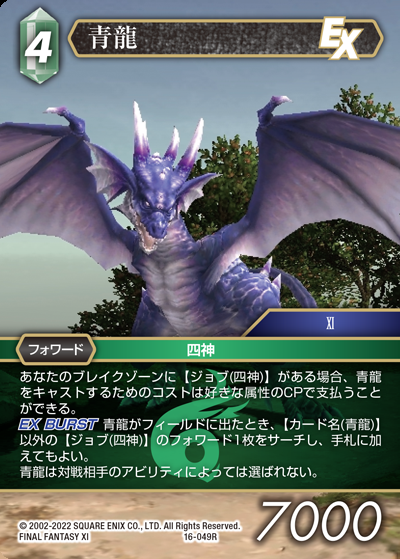 4
青龍
EX
XI
フォワード
四神
あなたのブレイクゾーンに【ジョブ(四神)】がある場合、青龍
をキャストするためのコストは好きな属性のCPで支払うこと
ができる。
EX BURST 青龍がフィールドに出たとき、【カード名(青龍)】
以外の【ジョブ(四神)】のフォワード1枚をサーチし、手札に加
えてもよい。
青龍は対戦相手のアビリティによっては選ばれない。
© 2002-2022 SQUARE ENIX CO., LTD. All Rights Reserved.
FINAL FANTASY XI 16-049R
7000